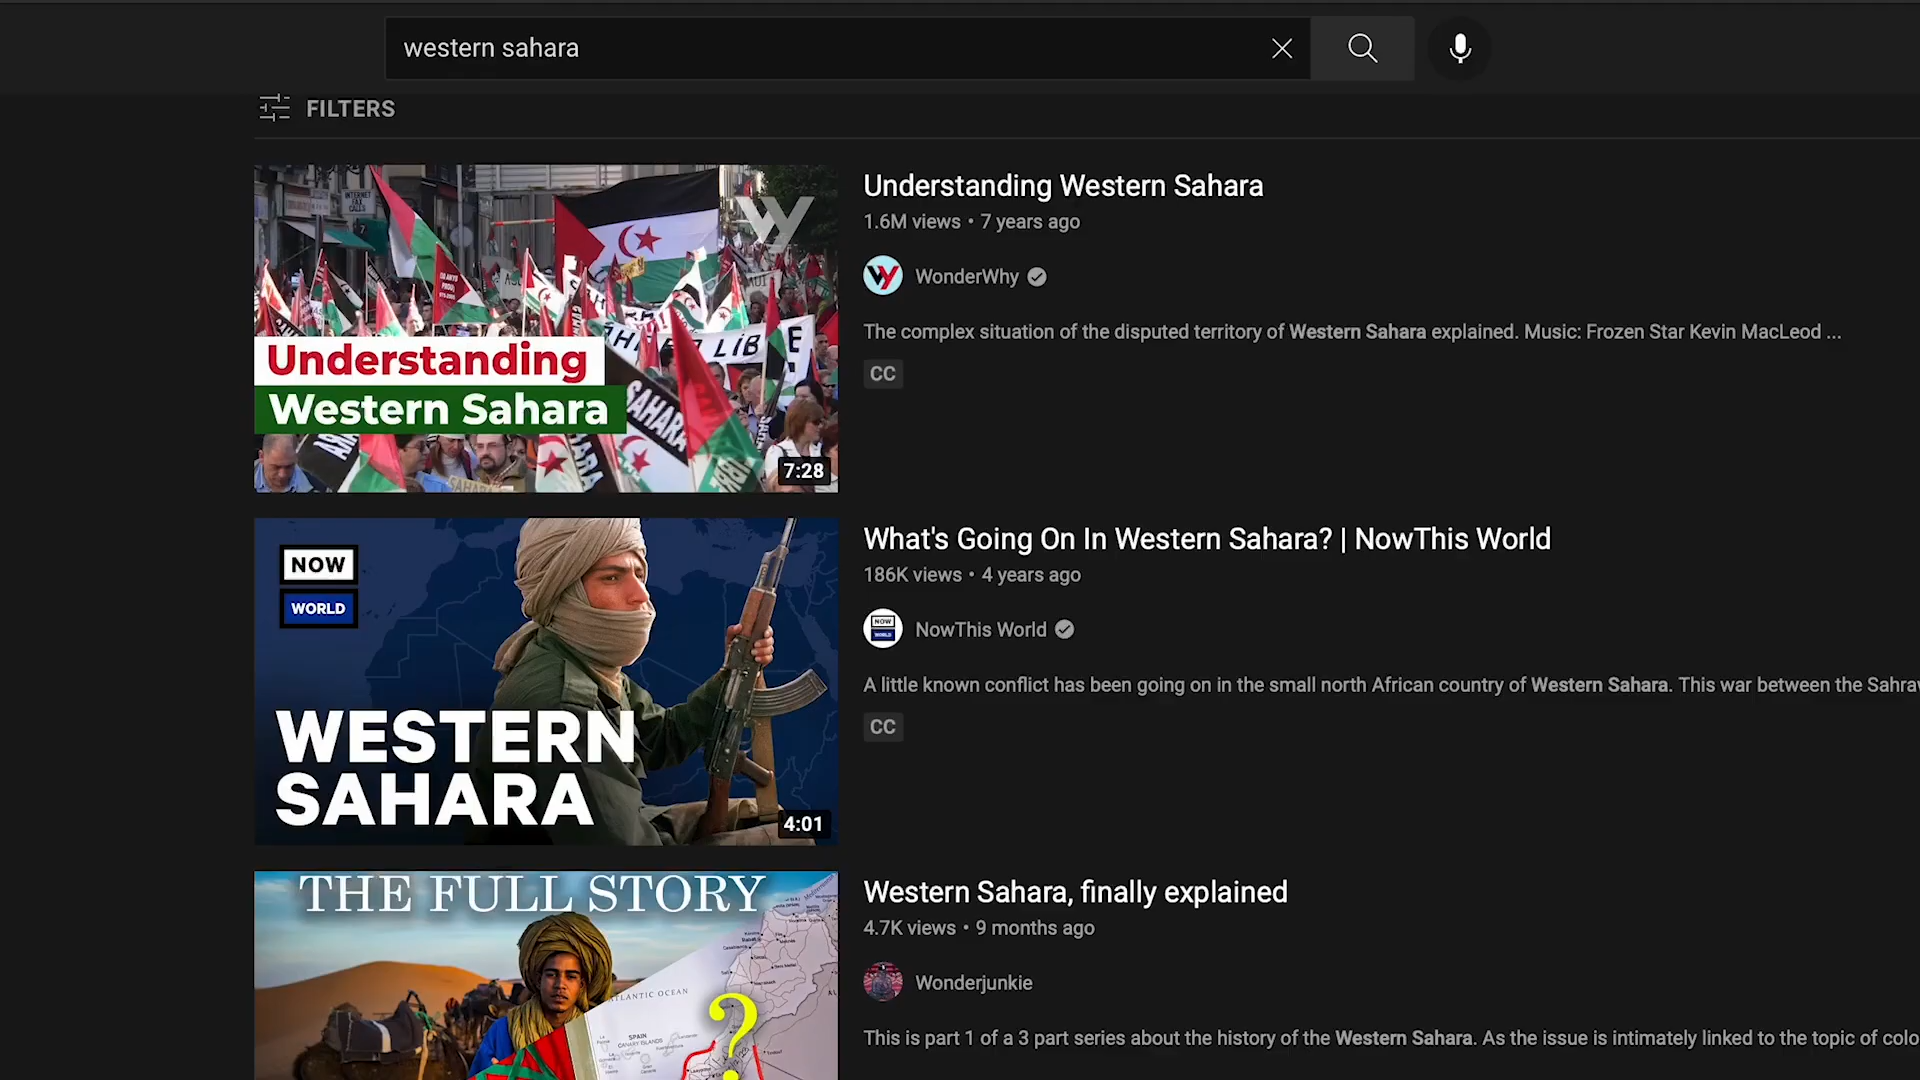 western sahara
FILTERS
Understanding
Western Sahara
7:28
Understanding Western Sahara
1.6M views • 7 years ago
WonderWhy
The complex situation of the disputed territory of Western Sahara explained. Music: Frozen Star Kevin MacLeod ...
CC
NOW
WORLD
WESTERN
SAHARA
4:01
What's Going On In Western Sahara? | NowThis World
186K views • 4 years ago
NowThis World
A little known conflict has been going on in the small north African country of Western Sahara. This war between the
CC
THE FULL STORY
ATLANTIC OCEAN
SPAIN
CANARY ISLANDS
?
Western Sahara, finally explained
4.7K views • 9 months ago
Wonderjunkie
This is part 1 of a 3 part series about the history of the Western Sahara. As the issue is intimately linked to the topic of